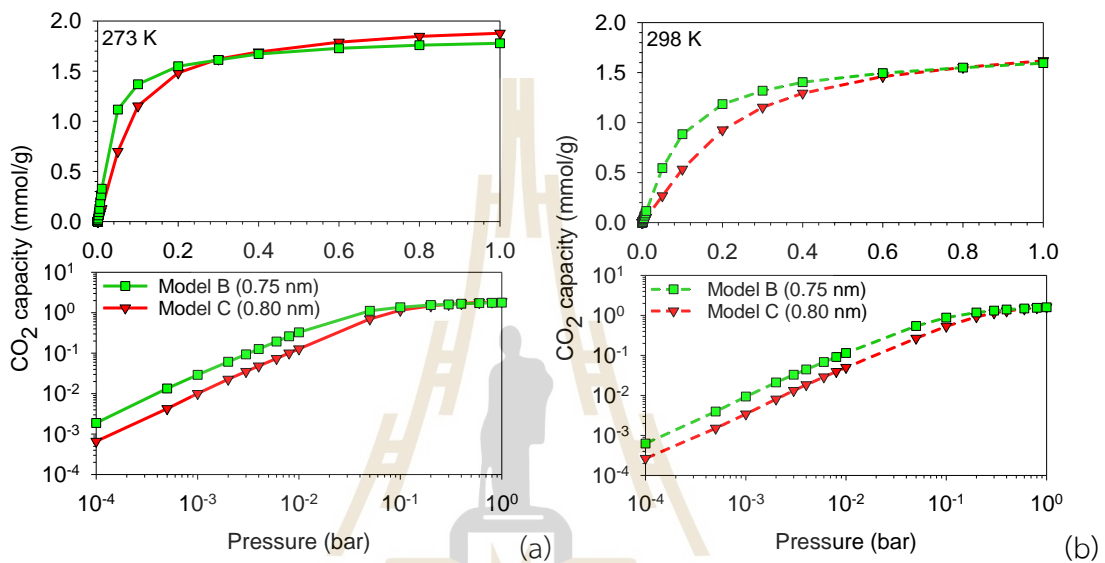 CO2 capacity (mmol/g)
2.0
1.5
1.0
0.5
0.0
273 K
0.0 0.2 0.4 0.6 0.8 1.0
10^1
10^0
10^-1
10^-2
10^-3
10^-4
Model B (0.75 nm)
Model C (0.80 nm)
10^-4 10^-3 10^-2 10^-1 10^0
Pressure (bar)
(a)
CO2 capacity (mmol/g)
2.0
1.5
1.0
0.5
0.0
298 K
0.0 0.2 0.4 0.6 0.8 1.0
10^1
10^0
10^-1
10^-2
10^-3
10^-4
Model B (0.75 nm)
Model C (0.80 nm)
10^-4 10^-3 10^-2 10^-1 10^0
Pressure (bar)
(b)